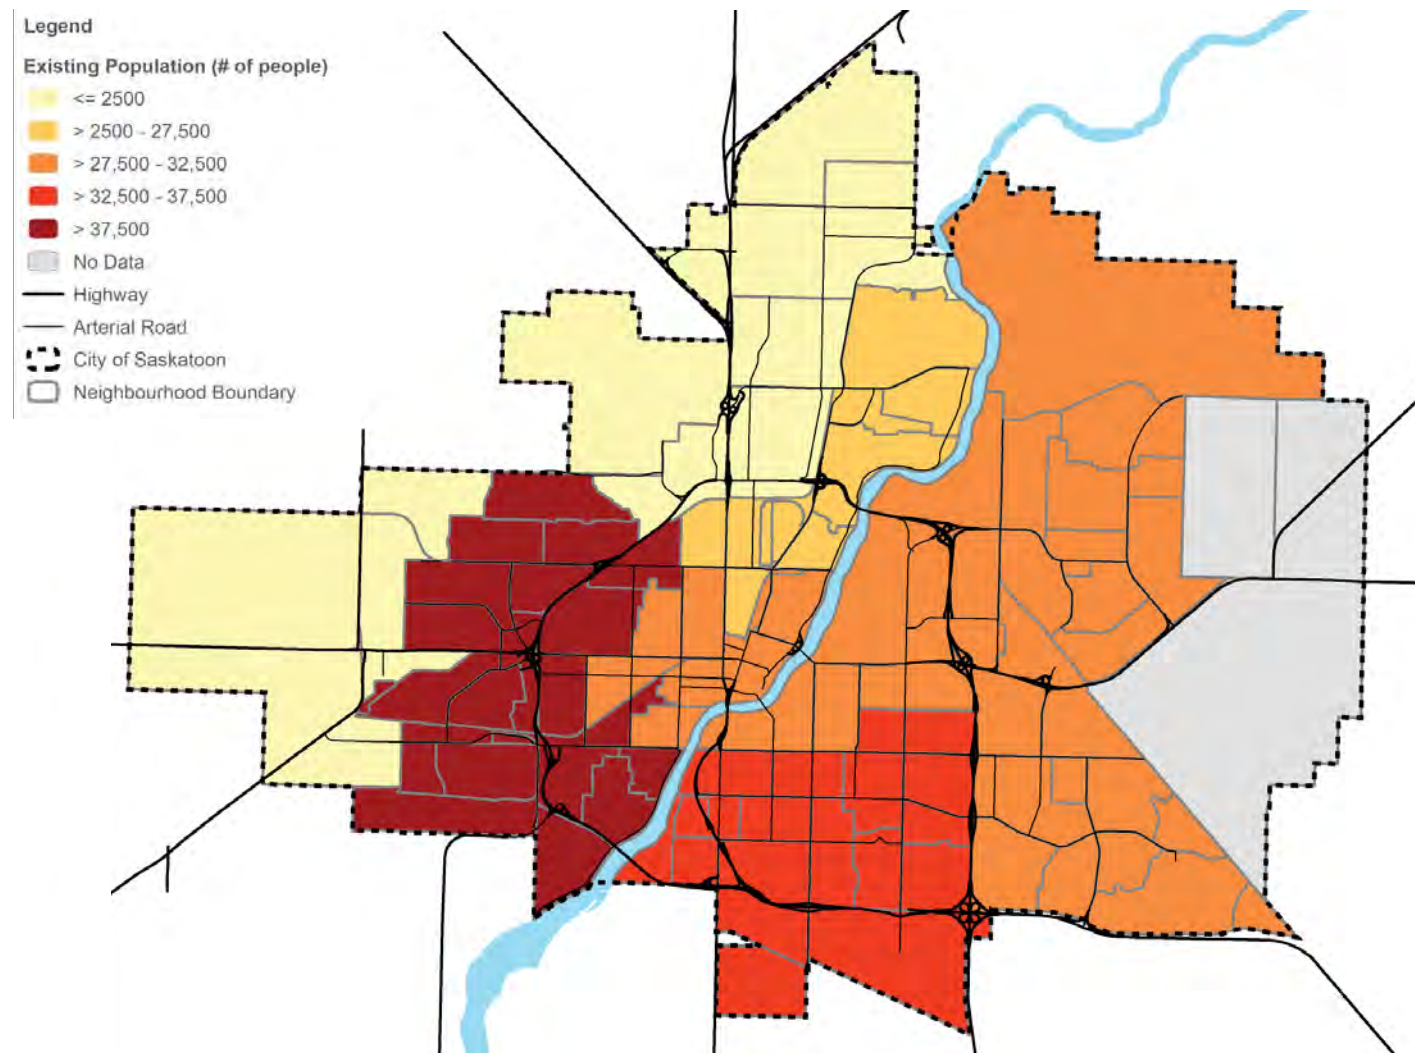 Legend
Existing Population (# of people)
<= 2500
> 2500 - 27,500
> 27,500 - 32,500
> 32,500 - 37,500
> 37,500
No Data
Highway
Arterial Road
City of Saskatoon
Neighbourhood Boundary